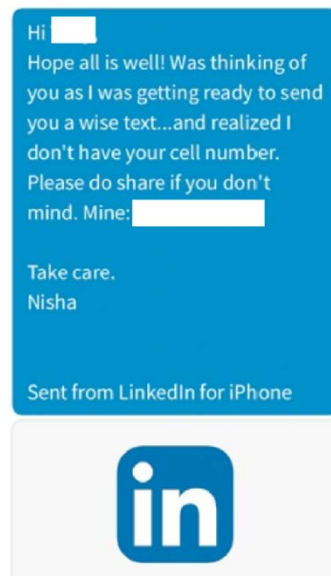 Hi
Hope all is well! Was thinking of
you as I was getting ready to send
you a wise text...and realized I
don't have your cell number.
Please do share if you don't
mind. Mine:
Take care.
Nisha
Sent from LinkedIn for iPhone
in